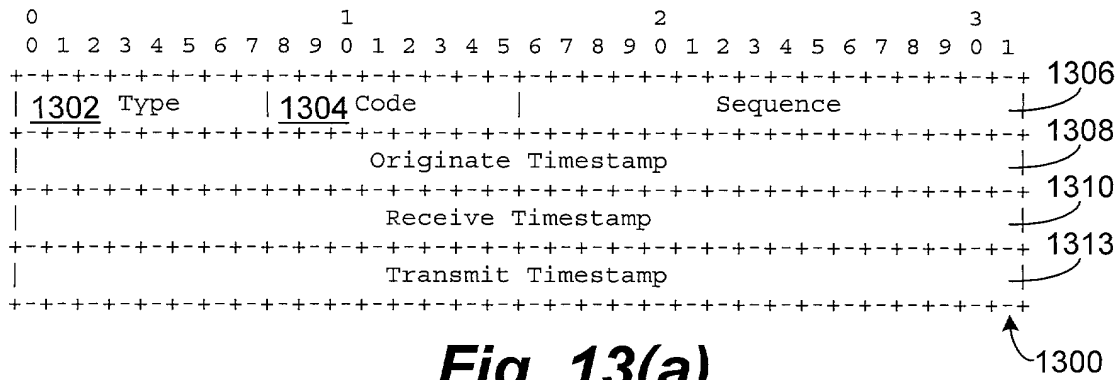 0 1 2 3
0 1 2 3 4 5 6 7 8 9 0 1 2 3 4 5 6 7 8 9 0 1 2 3 4 5 6 7 8 9 0 1
+-+-+-+-+-+-+-+-+-+-+-+-+-+-+-+-+-+-+-+-+-+-+-+-+-+-+-+-+-+-+-+-+ 1306
| 1302 Type | 1304 Code | Sequence |
+-+-+-+-+-+-+-+-+-+-+-+-+-+-+-+-+-+-+-+-+-+-+-+-+-+-+-+-+-+-+-+-+ 1308
| Originate Timestamp |
+-+-+-+-+-+-+-+-+-+-+-+-+-+-+-+-+-+-+-+-+-+-+-+-+-+-+-+-+-+-+-+-+ 1310
| Receive Timestamp |
+-+-+-+-+-+-+-+-+-+-+-+-+-+-+-+-+-+-+-+-+-+-+-+-+-+-+-+-+-+-+-+-+ 1313
| Transmit Timestamp |
+-+-+-+-+-+-+-+-+-+-+-+-+-+-+-+-+-+-+-+-+-+-+-+-+-+-+-+-+-+-+-+-+
1300
Fig. 13(a)